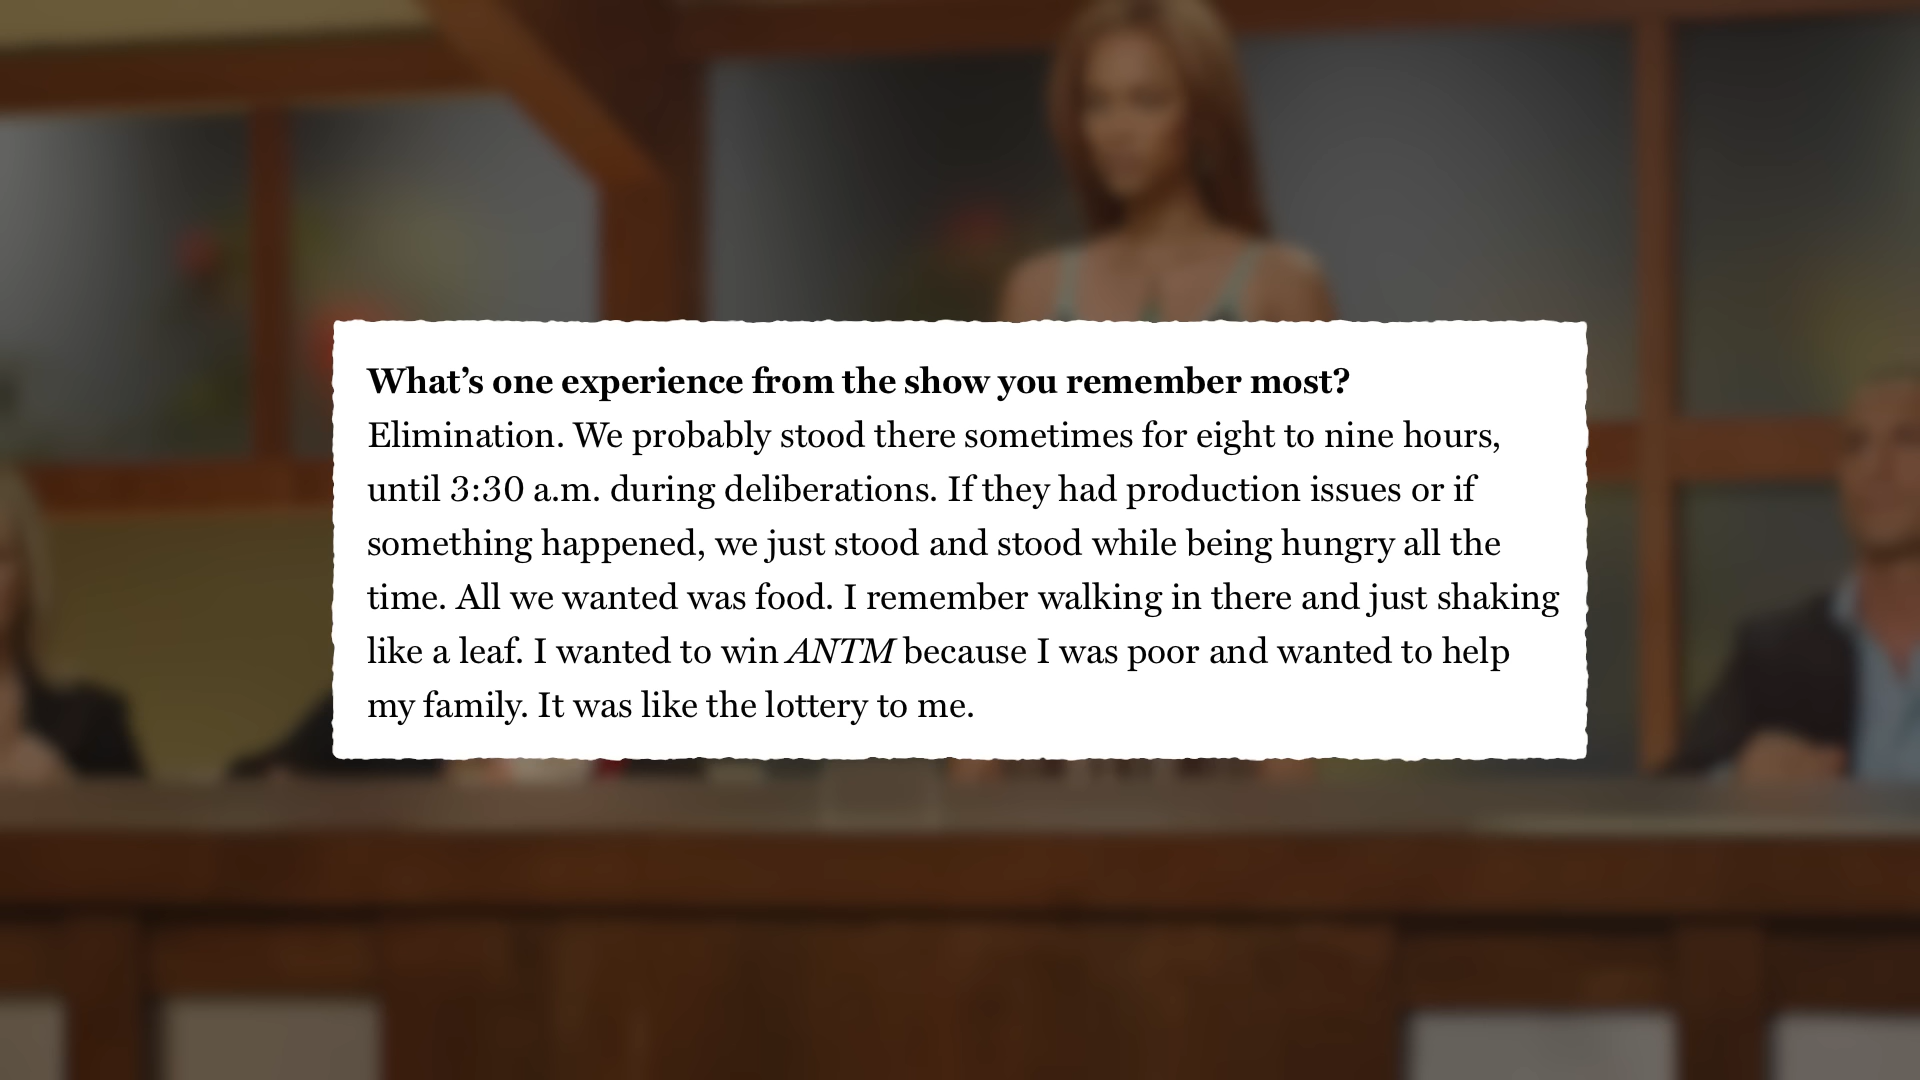 What’s one experience from the show you remember most?
Elimination. We probably stood there sometimes for eight to nine hours,
until 3:30 a.m. during deliberations. If they had production issues or if
something happened, we just stood and stood while being hungry all the
time. All we wanted was food. I remember walking in there and just shaking
like a leaf. I wanted to win ANTM because I was poor and wanted to help
my family. It was like the lottery to me.